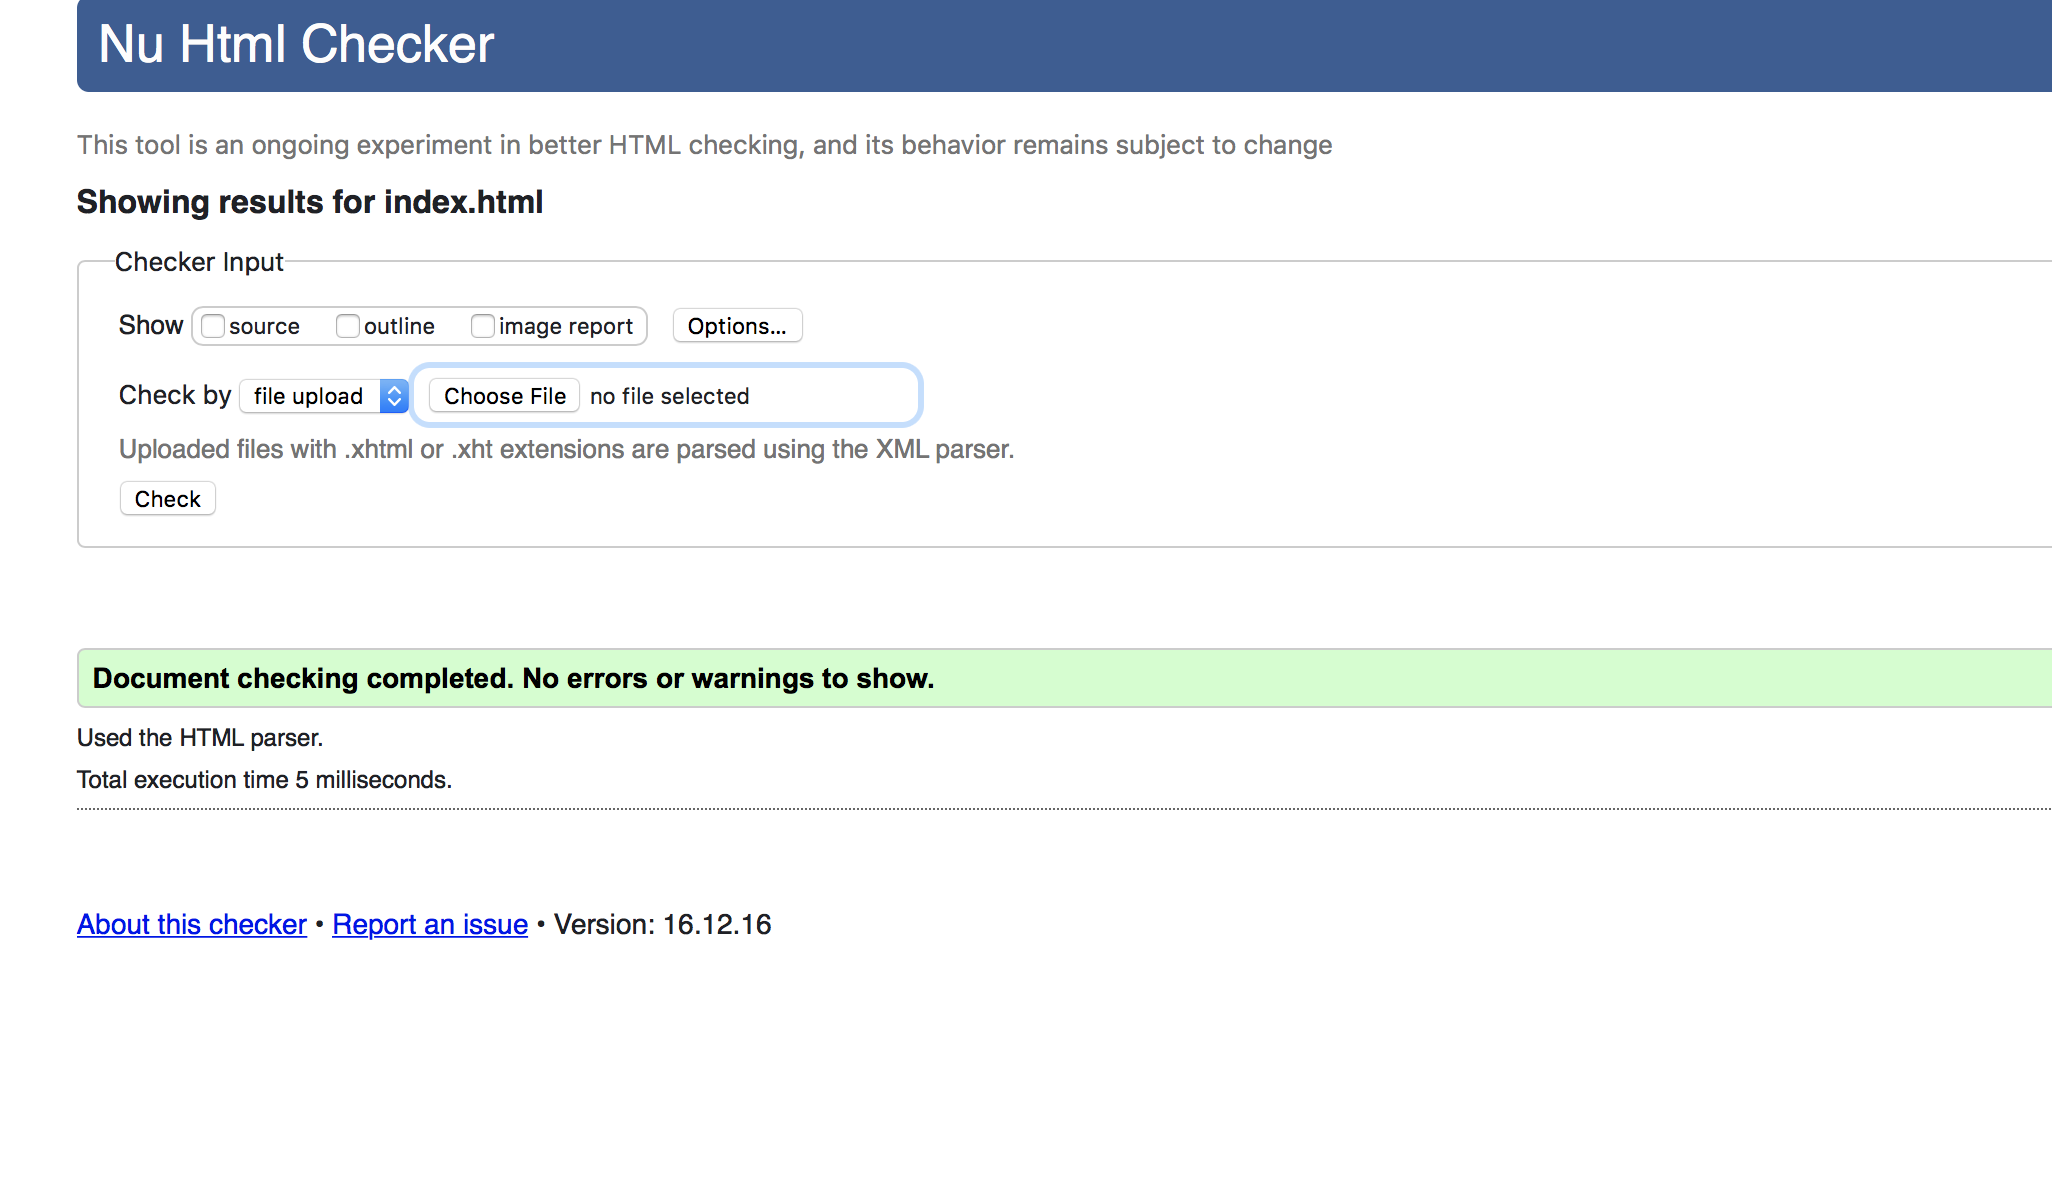 Nu Html Checker
This tool is an ongoing experiment in better HTML checking, and its behavior remains subject to change
Showing results for index.html
Checker Input
Show source outline image report Options...
Check by file upload Choose File no file selected
Uploaded files with .xhtml or .xht extensions are parsed using the XML parser.
Check
Document checking completed. No errors or warnings to show.
Used the HTML parser.
Total execution time 5 milliseconds.
About this checker • Report an issue • Version: 16.12.16